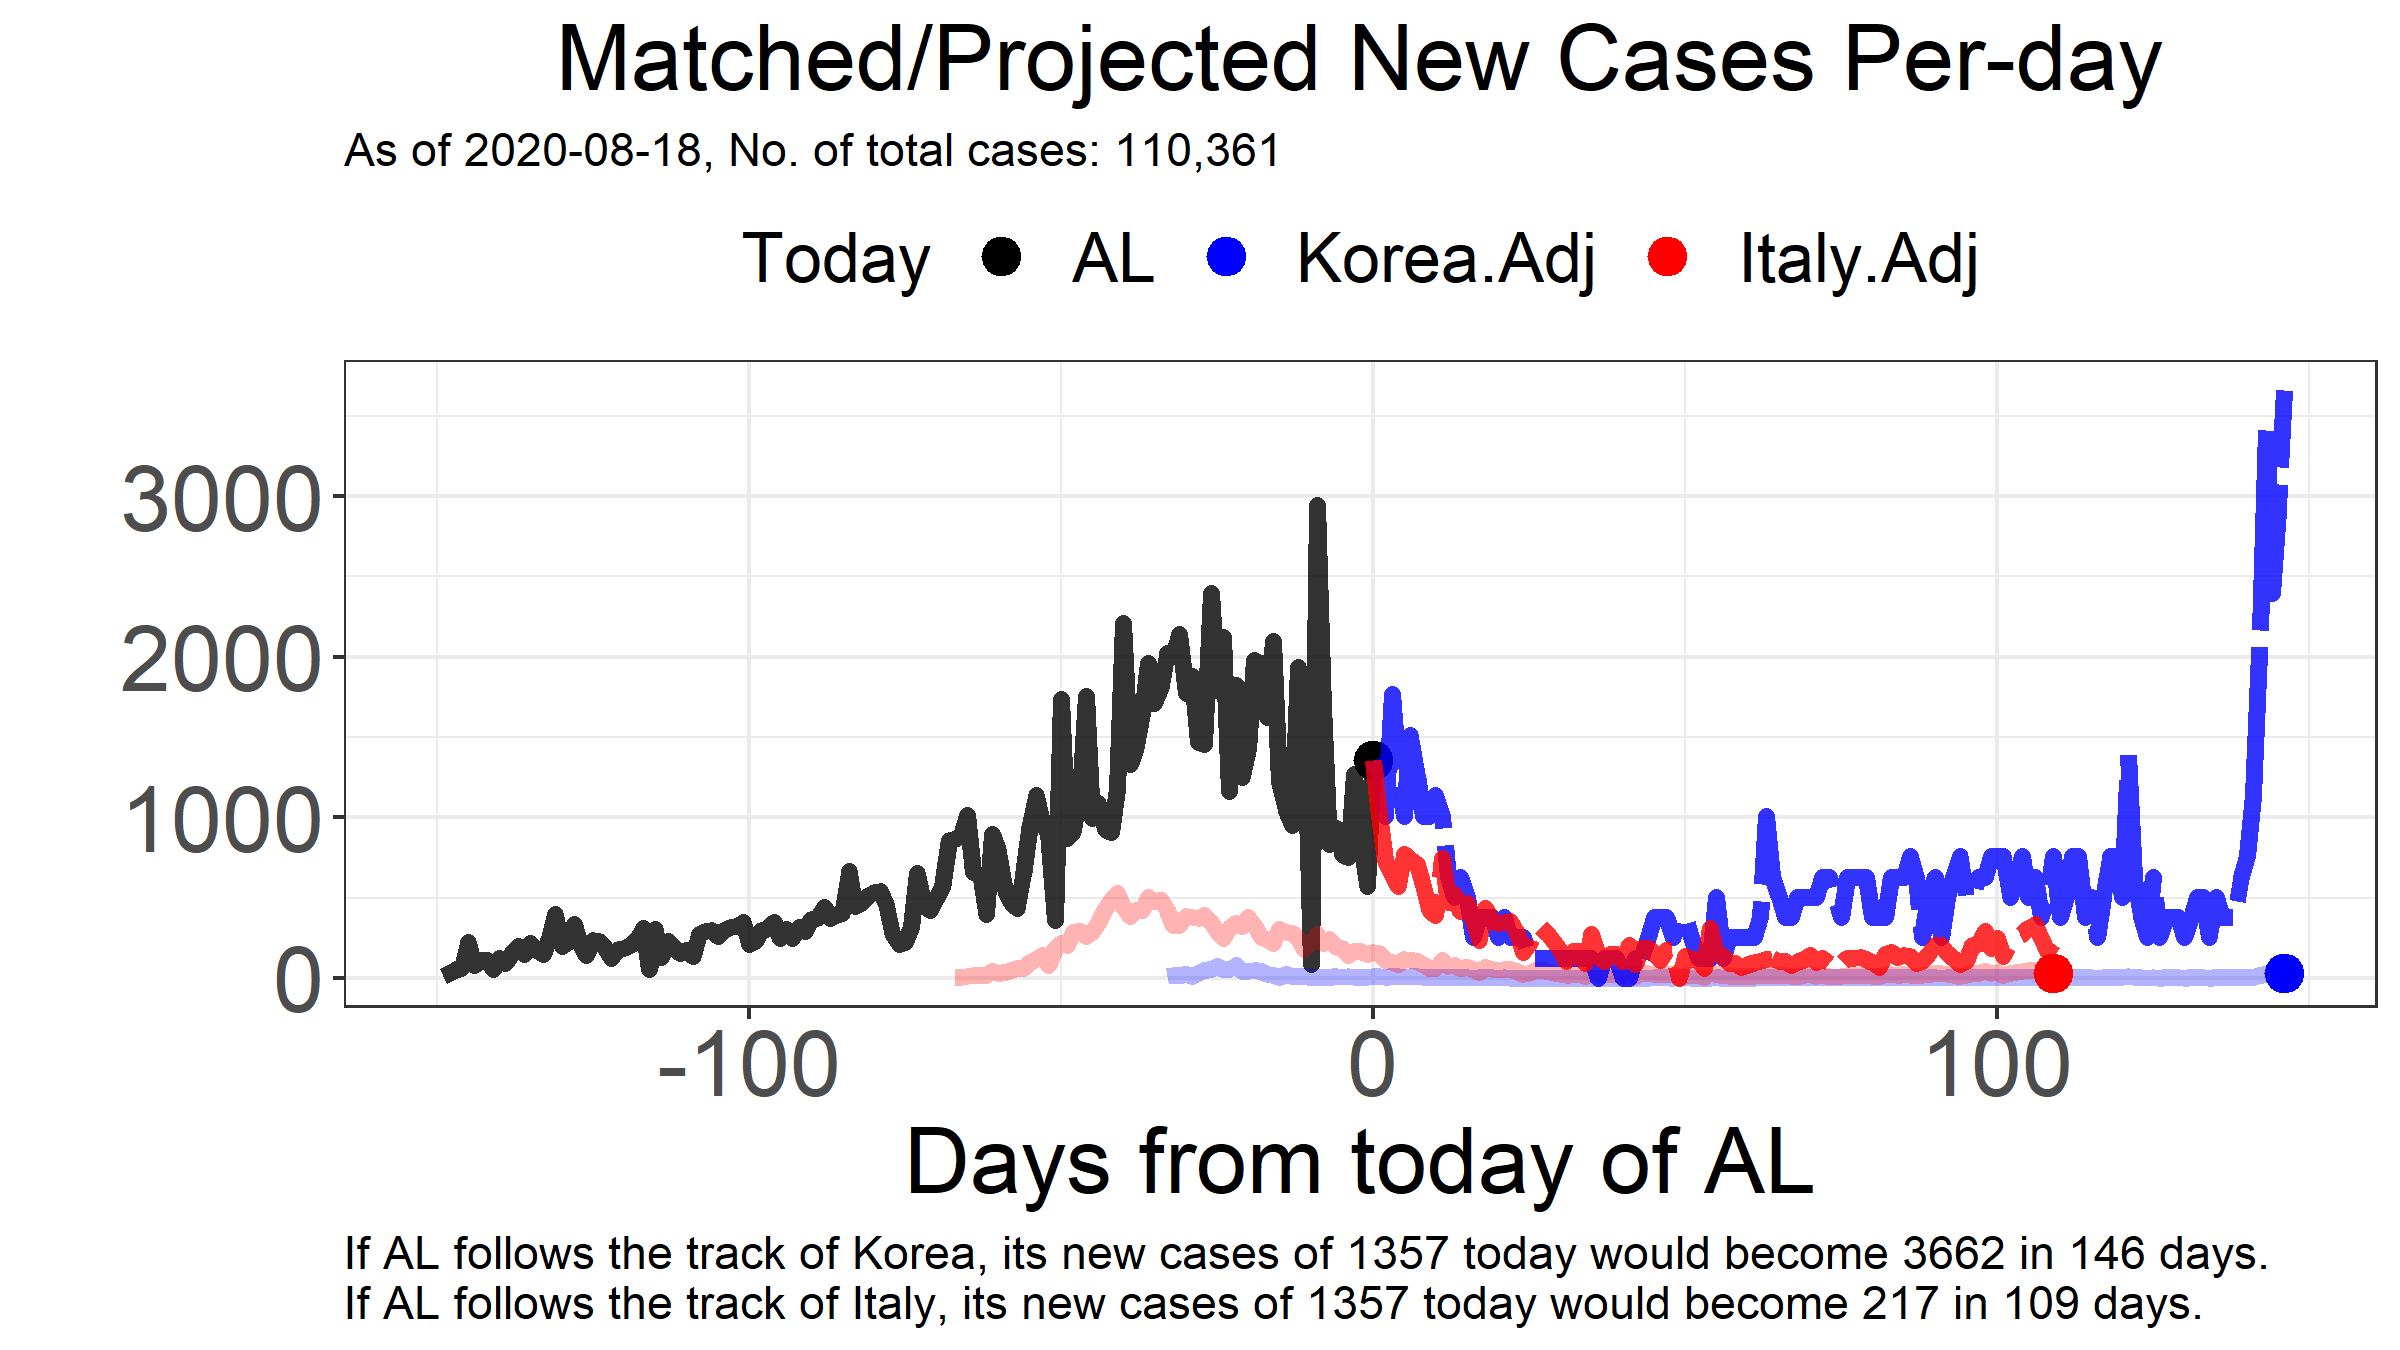 Matched/Projected New Cases Per-day
As of 2020-08-18, No. of total cases: 110,361
Today AL Korea.Adj Italy.Adj
3000
2000
1000
0
-100 0 100
Days from today of AL
If AL follows the track of Korea, its new cases of 1357 today would become 3662 in 146 days.
If AL follows the track of Italy, its new cases of 1357 today would become 217 in 109 days.